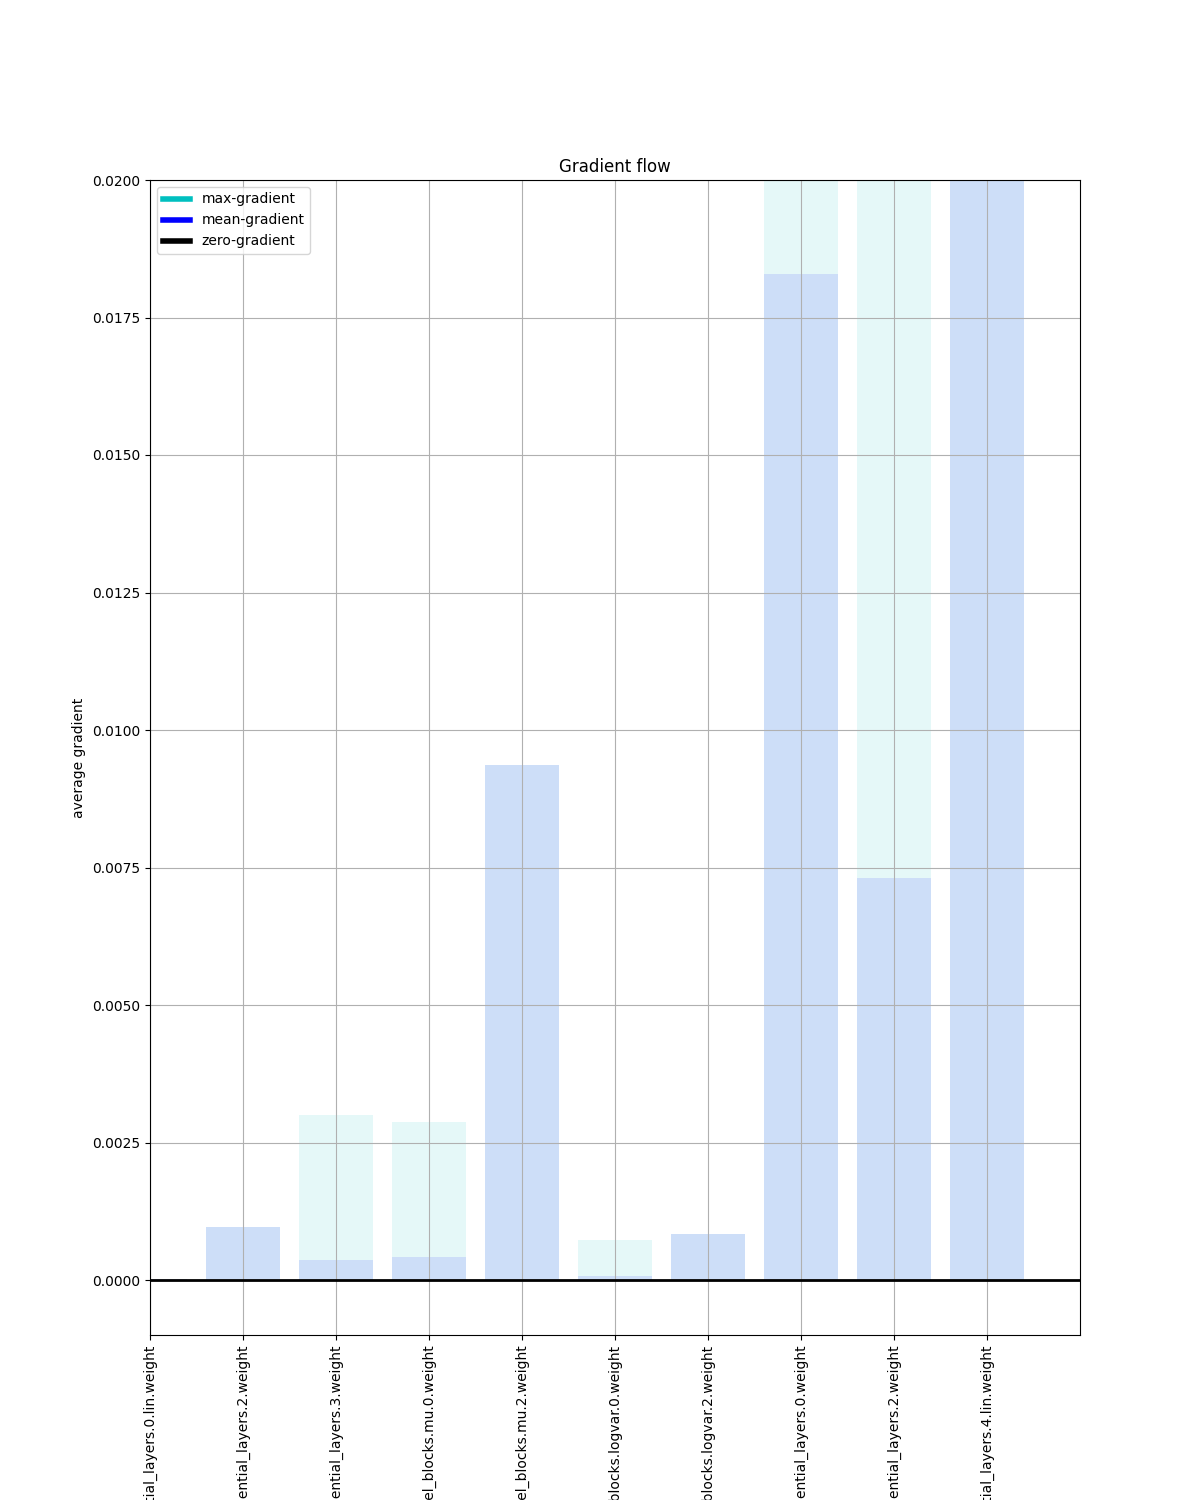 Gradient flow
max-gradient
mean-gradient
zero-gradient
0.0200
0.0175
0.0150
0.0125
0.0100
0.0075
0.0050
0.0025
0.0000
average gradient
tial_layers.0.lin.weight
ential_layers.2.weight
ential_layers.3.weight
el_blocks.mu.0.weight
el_blocks.mu.2.weight
blocks.logvar.0.weight
blocks.logvar.2.weight
ential_layers.0.weight
ential_layers.2.weight
tial_layers.4.lin.weight